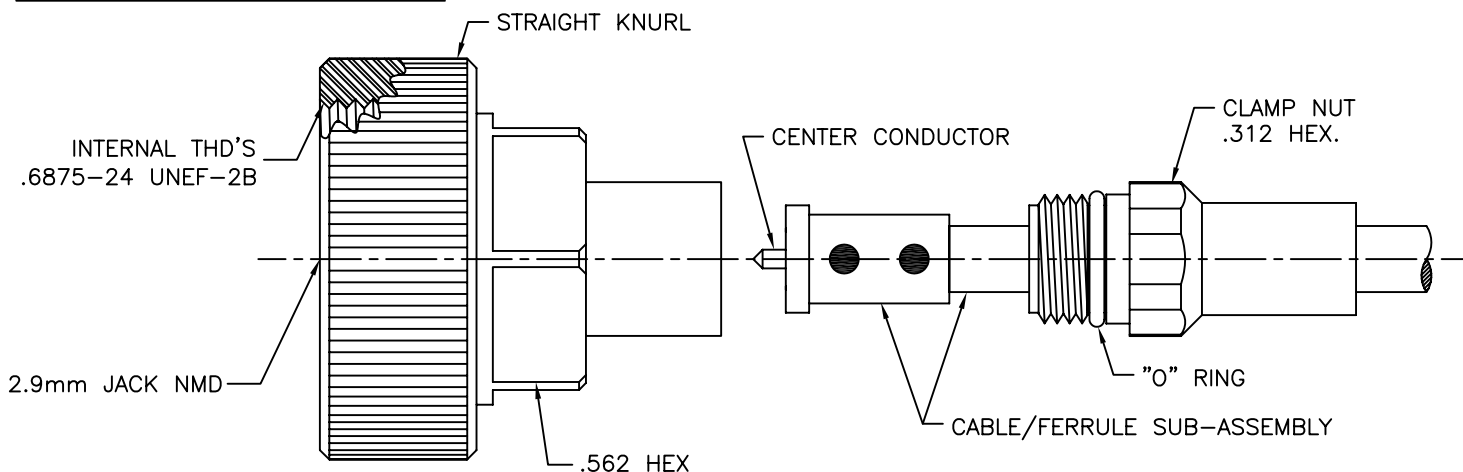 STRAIGHT KNURL
INTERNAL THD'S
.6875-24 UNEF-2B
2.9mm JACK NMD
.562 HEX
CENTER CONDUCTOR
CLAMP NUT
.312 HEX.
"O" RING
CABLE/FERRULE SUB-ASSEMBLY